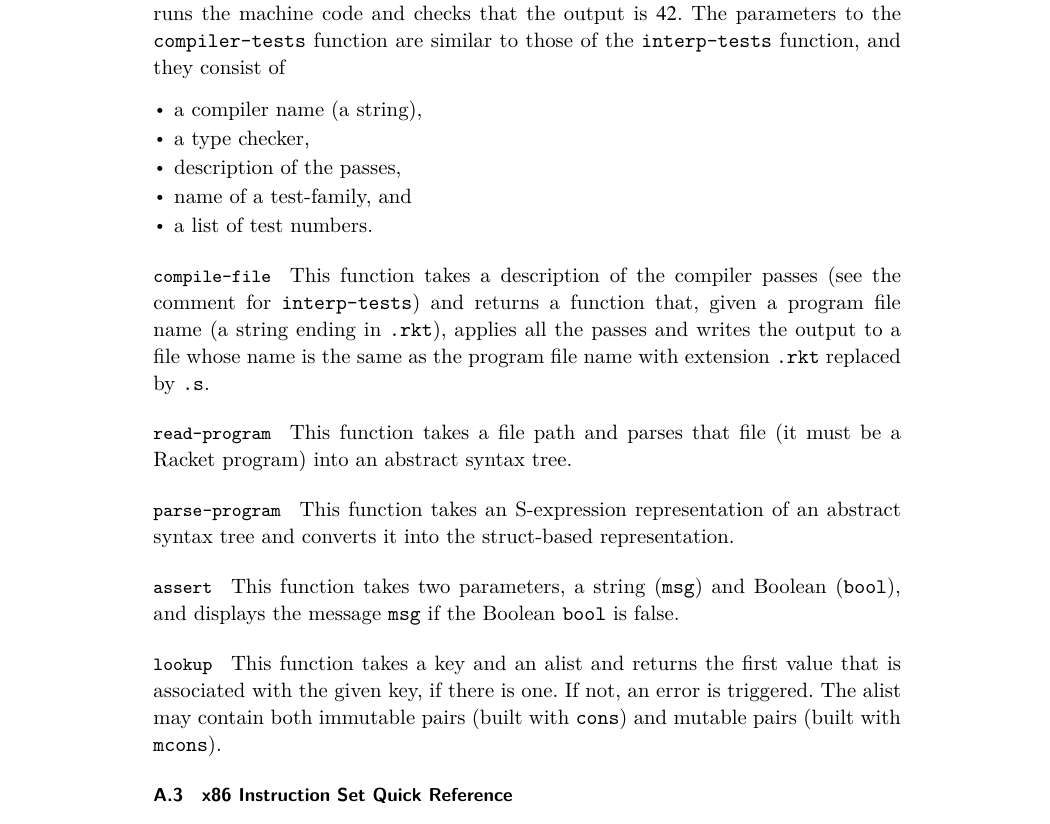 runs the machine code and checks that the output is 42. The parameters to the
compiler-tests function are similar to those of the interp-tests function, and
they consist of
• a compiler name (a string),
• a type checker,
• description of the passes,
• name of a test-family, and
• a list of test numbers.
compile-file This function takes a description of the compiler passes (see the
comment for interp-tests) and returns a function that, given a program file
name (a string ending in .rkt), applies all the passes and writes the output to a
file whose name is the same as the program file name with extension .rkt replaced
by .s.
read-program This function takes a file path and parses that file (it must be a
Racket program) into an abstract syntax tree.
parse-program This function takes an S-expression representation of an abstract
syntax tree and converts it into the struct-based representation.
assert This function takes two parameters, a string (msg) and Boolean (bool),
and displays the message msg if the Boolean bool is false.
lookup This function takes a key and an alist and returns the first value that is
associated with the given key, if there is one. If not, an error is triggered. The alist
may contain both immutable pairs (built with cons) and mutable pairs (built with
mcons).
A.3 x86 Instruction Set Quick Reference